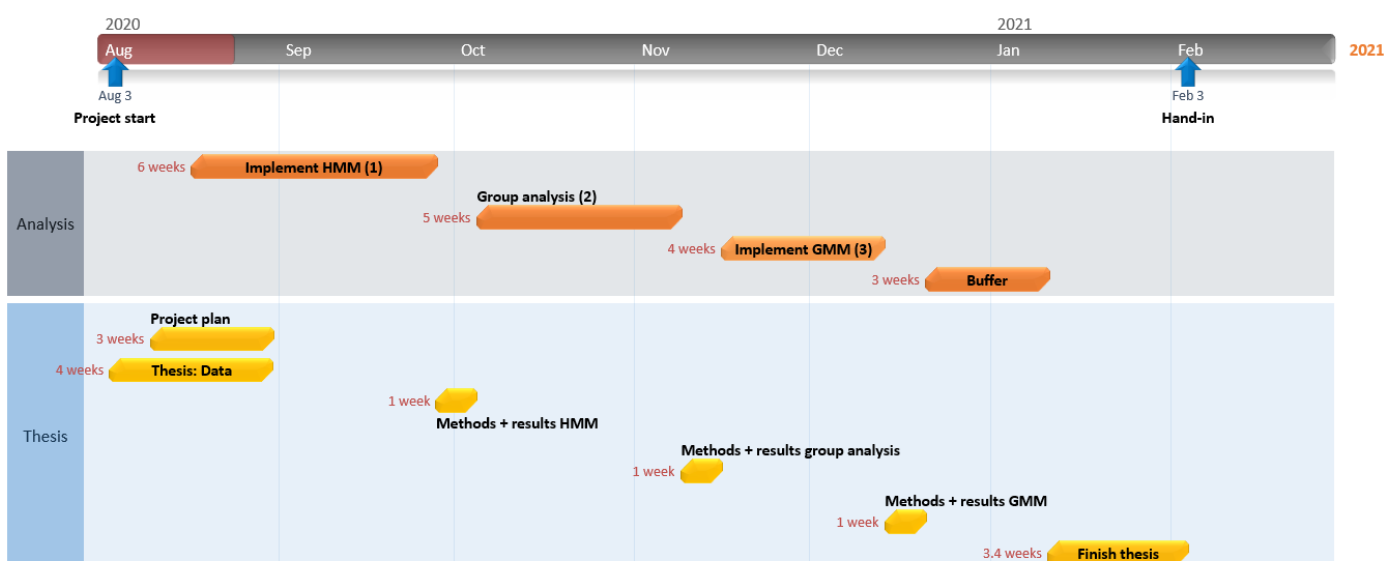 2020
2021
Aug
Sep
Oct
Nov
Dec
Jan
Feb
2021
Aug 3
Project start
Feb 3
Hand-in
Analysis
6 weeks
Implement HMM (1)
Group analysis (2)
5 weeks
4 weeks
Implement GMM (3)
3 weeks
Buffer
Thesis
Project plan
3 weeks
4 weeks
Thesis: Data
1 week
Methods + results HMM
Methods + results group analysis
1 week
Methods + results GMM
1 week
3.4 weeks
Finish thesis